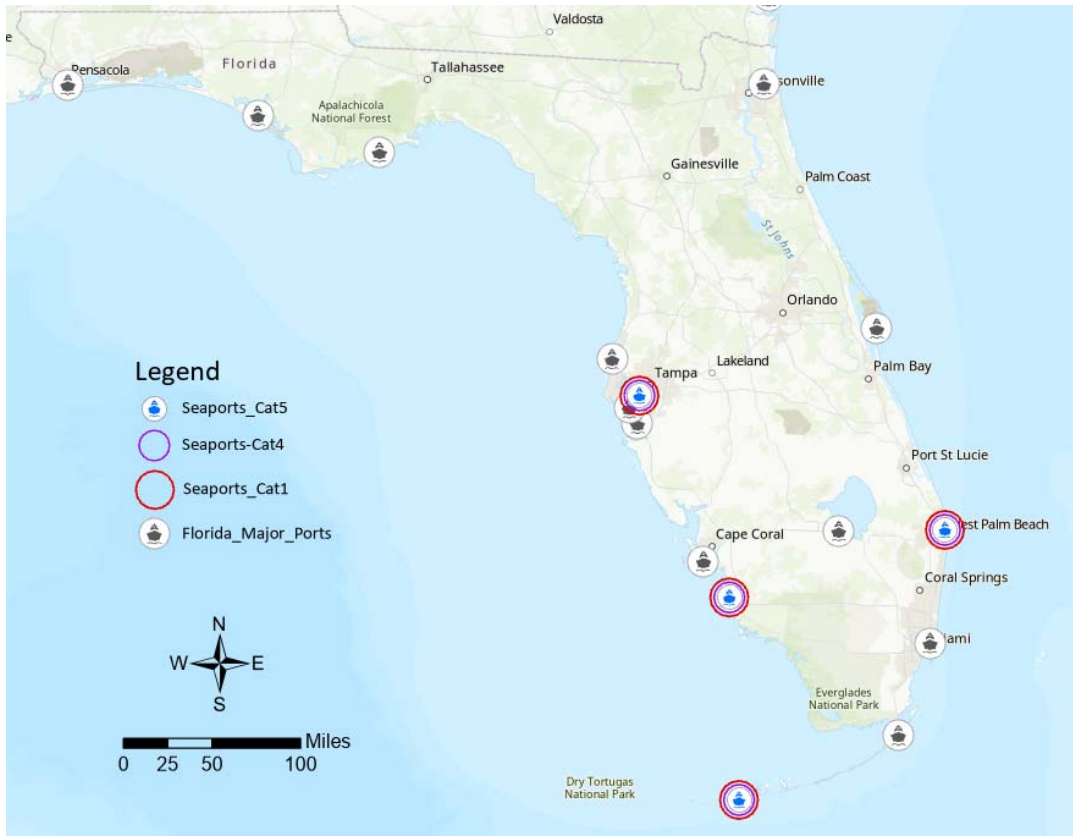 Valdosta
e
Pensacola
Florida
Tallahassee
sonville
Apalachicola
National Forest
Gainesville
Palm Coast
St Johns
Orlando
Legend
Lakeland
Palm Bay
Tampa
Seaports_Cat5
Seaports-Cat4
Port St Lucie
Seaports_Cat1
Florida_Major_Ports
Cape Coral
est Palm Beach
Coral Springs
N
W E
S
ami
Everglades
National Park
Miles
0 25 50 100
Dry Tortugas
National Park